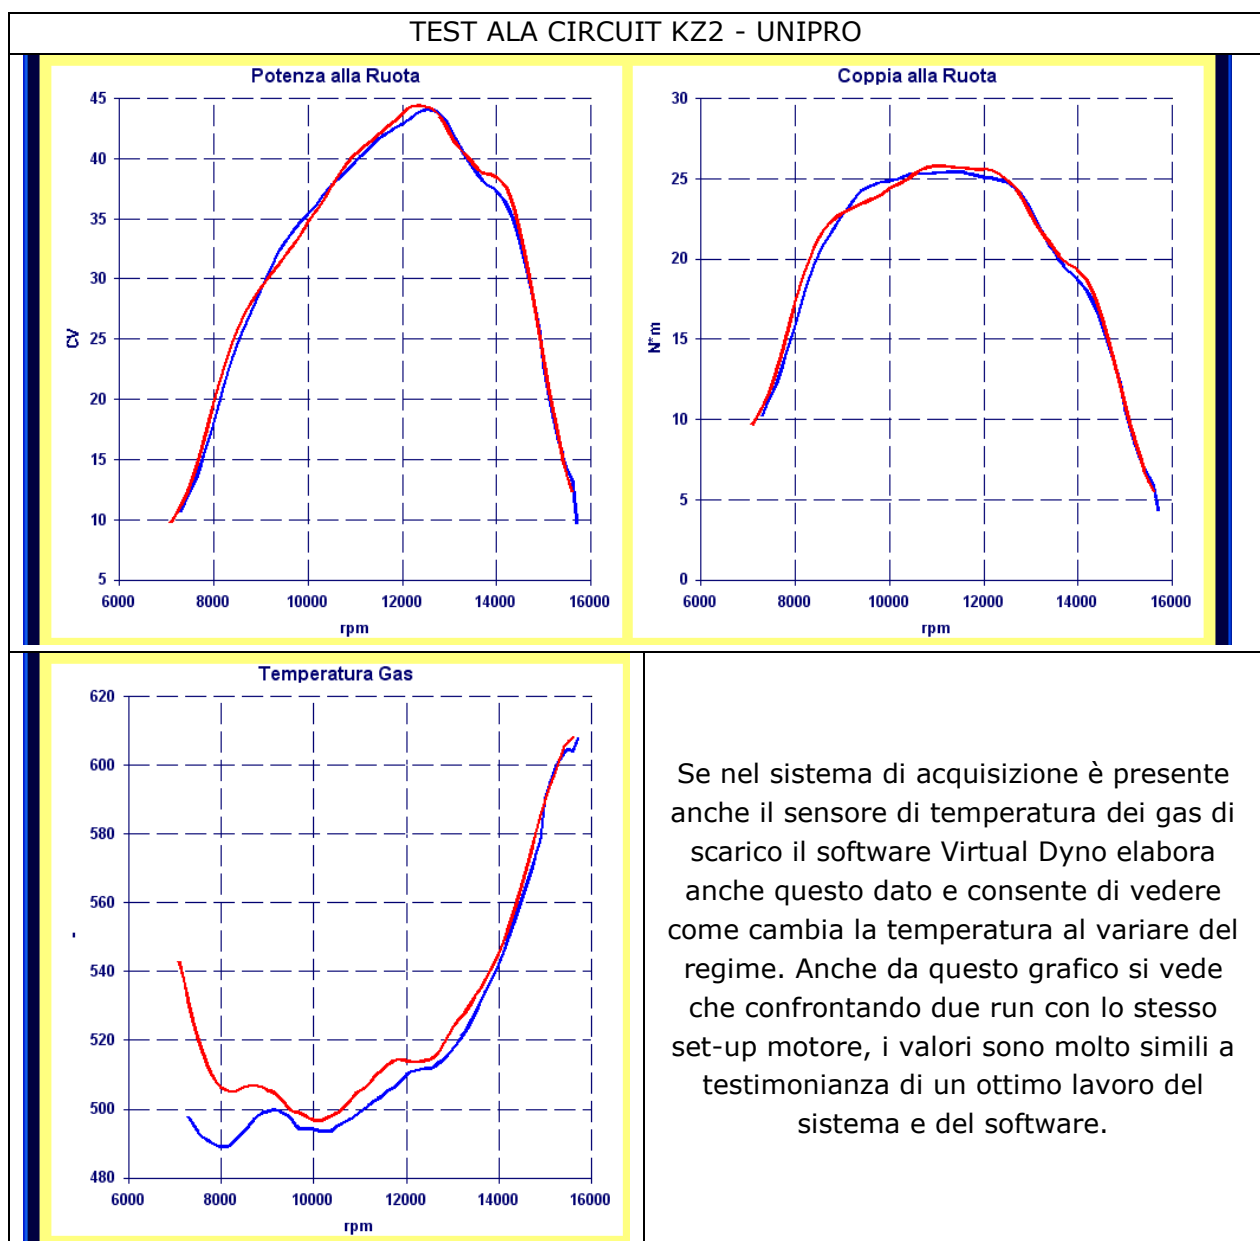 TEST ALA CIRCUIT KZ2 - UNIPRO
Potenza alla Ruota
45
40
35
30
25
20
15
10
5
CV
6000 8000 10000 12000 14000 16000
rpm
Coppia alla Ruota
30
25
20
15
10
5
0
N*m
6000 8000 10000 12000 14000 16000
rpm
Temperatura Gas
620
600
580
560
540
520
500
480
-
6000 8000 10000 12000 14000 16000
rpm
Se nel sistema di acquisizione è presente
anche il sensore di temperatura dei gas di
scarico il software Virtual Dyno elabora
anche questo dato e consente di vedere
come cambia la temperatura al variare del
regime. Anche da questo grafico si vede
che confrontando due run con lo stesso
set-up motore, i valori sono molto simili a
testimonianza di un ottimo lavoro del
sistema e del software.